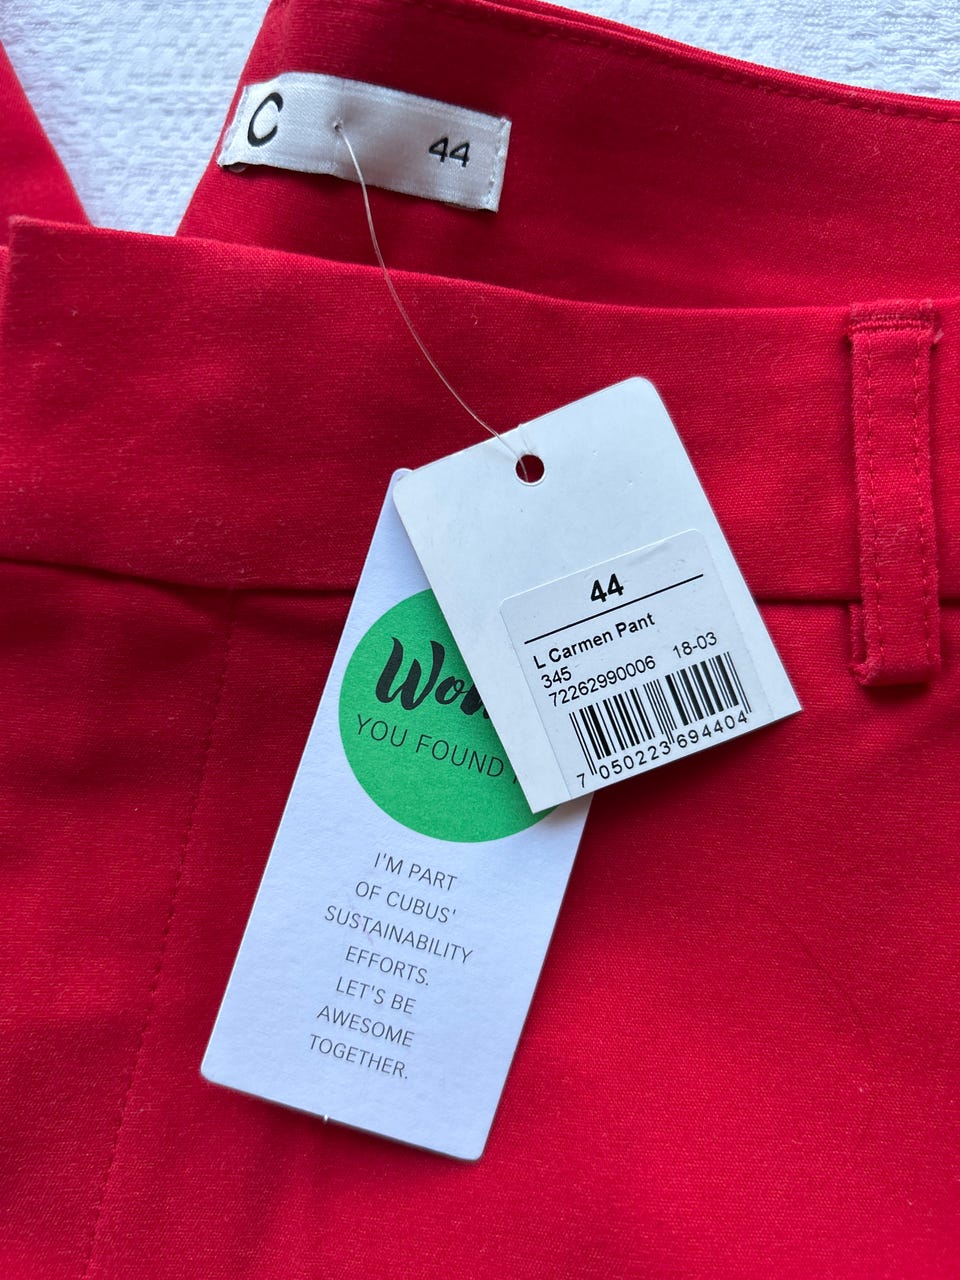 C 44
44
L Carmen Pant
345
72262990006 18-03
7 050223 694404
YOU FOUND
I'M PART
OF CUBUS'
SUSTAINABILITY
EFFORTS.
LET'S BE
AWESOME
TOGETHER.